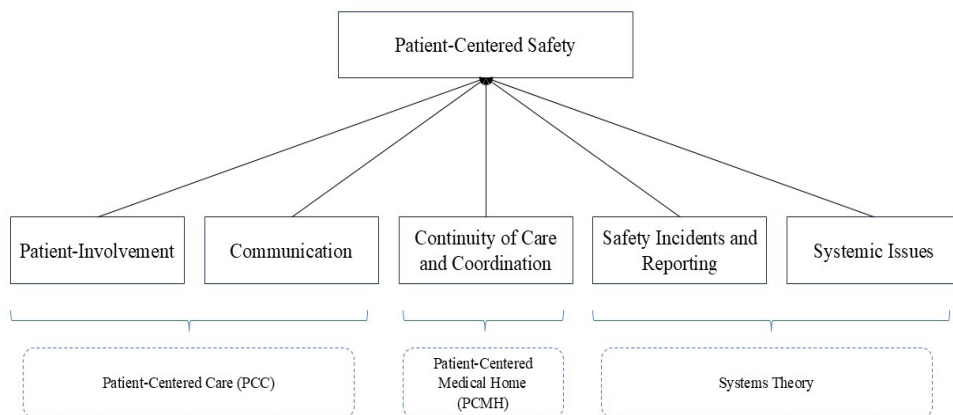 Patient-Centered Safety
Patient-Involvement
Communication
Continuity of Care
and Coordination
Safety Incidents and
Reporting
Systemic Issues
Patient-Centered Care (PCC)
Patient-Centered
Medical Home
(PCMH)
Systems Theory